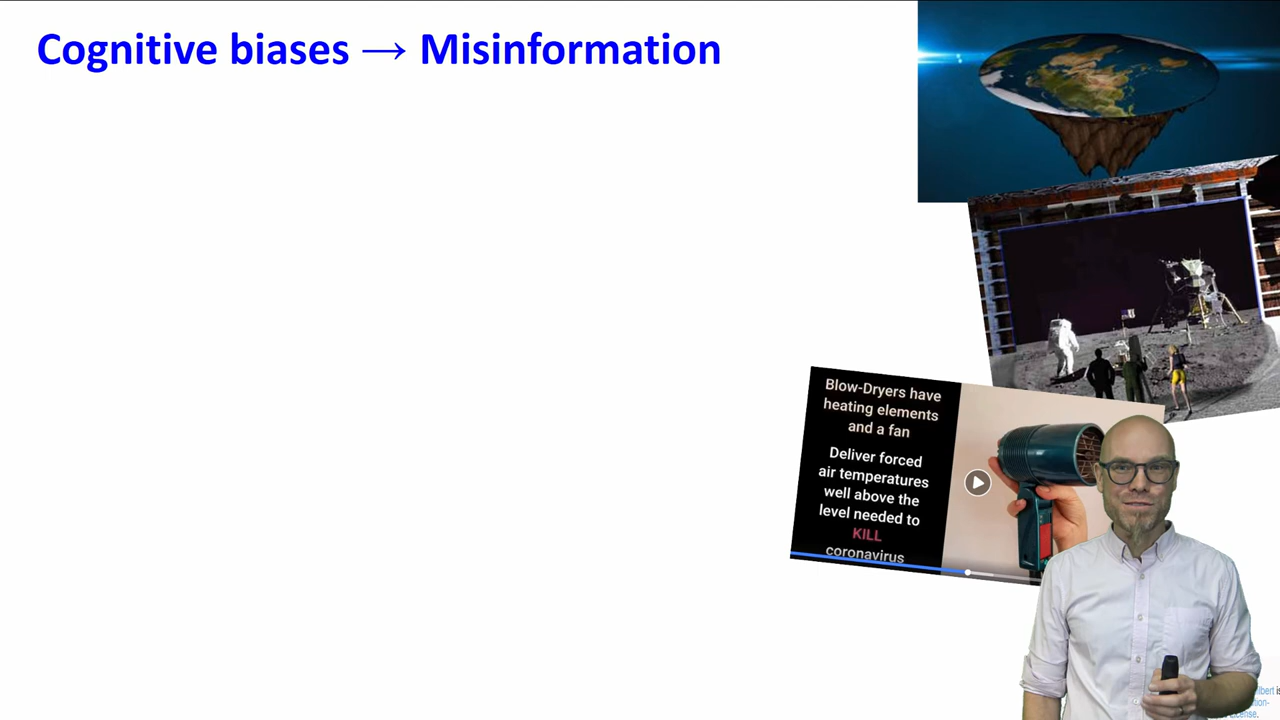 Cognitive biases → Misinformation
Blow-Dryers have
heating elements
and a fan
Deliver forced
air temperatures
well above the
level needed to
KILL
coronavirus
License.